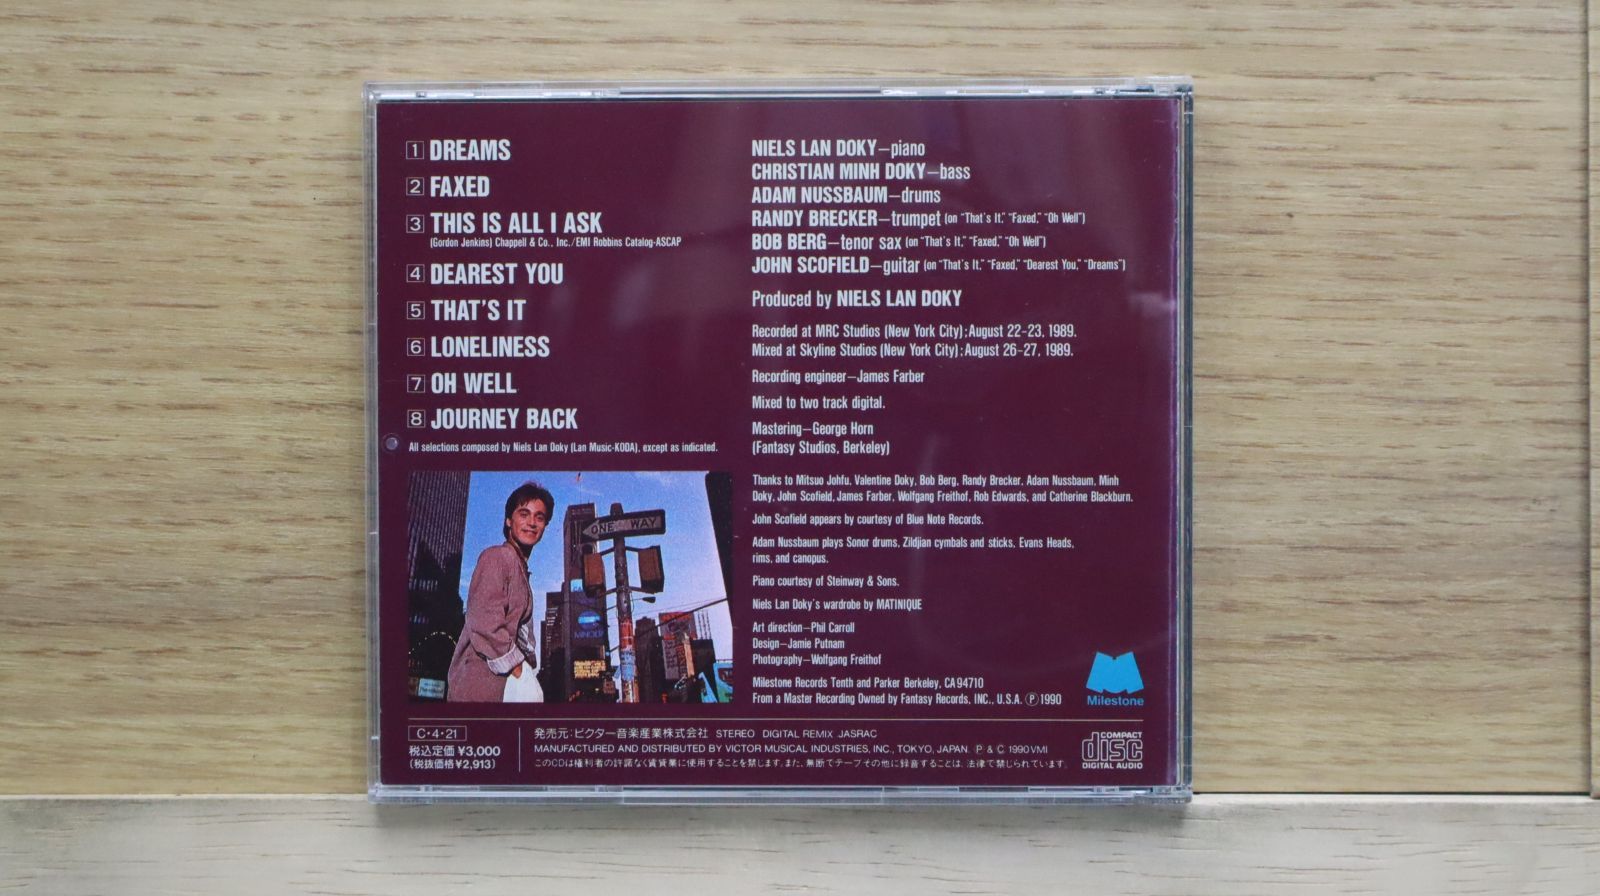 1 DREAMS
2 FAXED
3 THIS IS ALL I ASK
(Gordon Jenkins) Chappell & Co., Inc./EMI Robbins Catalog-ASCAP
4 DEAREST YOU
5 THAT'S IT
6 LONELINESS
7 OH WELL
8 JOURNEY BACK
All selections composed by Niels Lan Doky (Lan Music-KODA), except as indicated.
NIELS LAN DOKY—piano
CHRISTIAN MINH DOKY—bass
ADAM NUSSBAUM—drums
RANDY BRECKER—trumpet (on "That's It," "Faxed," "Oh Well")
BOB BERG—tenor sax (on "That's It," "Faxed," "Oh Well")
JOHN SCOFIELD—guitar (on "That's It," "Faxed," "Dearest You," "Dreams")
Produced by NIELS LAN DOKY
Recorded at MRC Studios (New York City); August 22-23, 1989.
Mixed at Skyline Studios (New York City); August 26-27, 1989.
Recording engineer—James Farber
Mixed to two track digital.
Mastering—George Horn
(Fantasy Studios, Berkeley)
Thanks to Mitsuo Johfu, Valentine Doky, Bob Berg, Randy Brecker, Adam Nussbaum, Minh
Doky, John Scofield, James Farber, Wolfgang Freithof, Rob Edwards, and Catherine Blackburn.
John Scofield appears by courtesy of Blue Note Records.
Adam Nussbaum plays Sonor drums, Zildjian cymbals and sticks, Evans Heads,
rims, and canopus.
Piano courtesy of Steinway & Sons.
Niels Lan Doky's wardrobe by MATINIQUE
Art direction—Phil Carroll
Design—Jamie Putnam
Photography—Wolfgang Freithof
Milestone Records Tenth and Parker Berkeley, CA 94710
From a Master Recording Owned by Fantasy Records, INC., U.S.A. Ⓟ 1990
Milestone
ONE WAY
MINOLTA
C・4・21
税込定価 ¥3,000
(税抜価格¥2,913)
発売元:ビクター音楽産業株式会社 STEREO DIGITAL REMIX JASRAC
MANUFACTURED AND DISTRIBUTED BY VICTOR MUSICAL INDUSTRIES, INC., TOKYO, JAPAN. Ⓟ & Ⓒ 1990 VMI
このCDは権利者の許諾なく賃貸業に使用することを禁じます。また、無断でテープその他に録音することは、法律で禁じられています。
COMPACT
disc
DIGITAL AUDIO